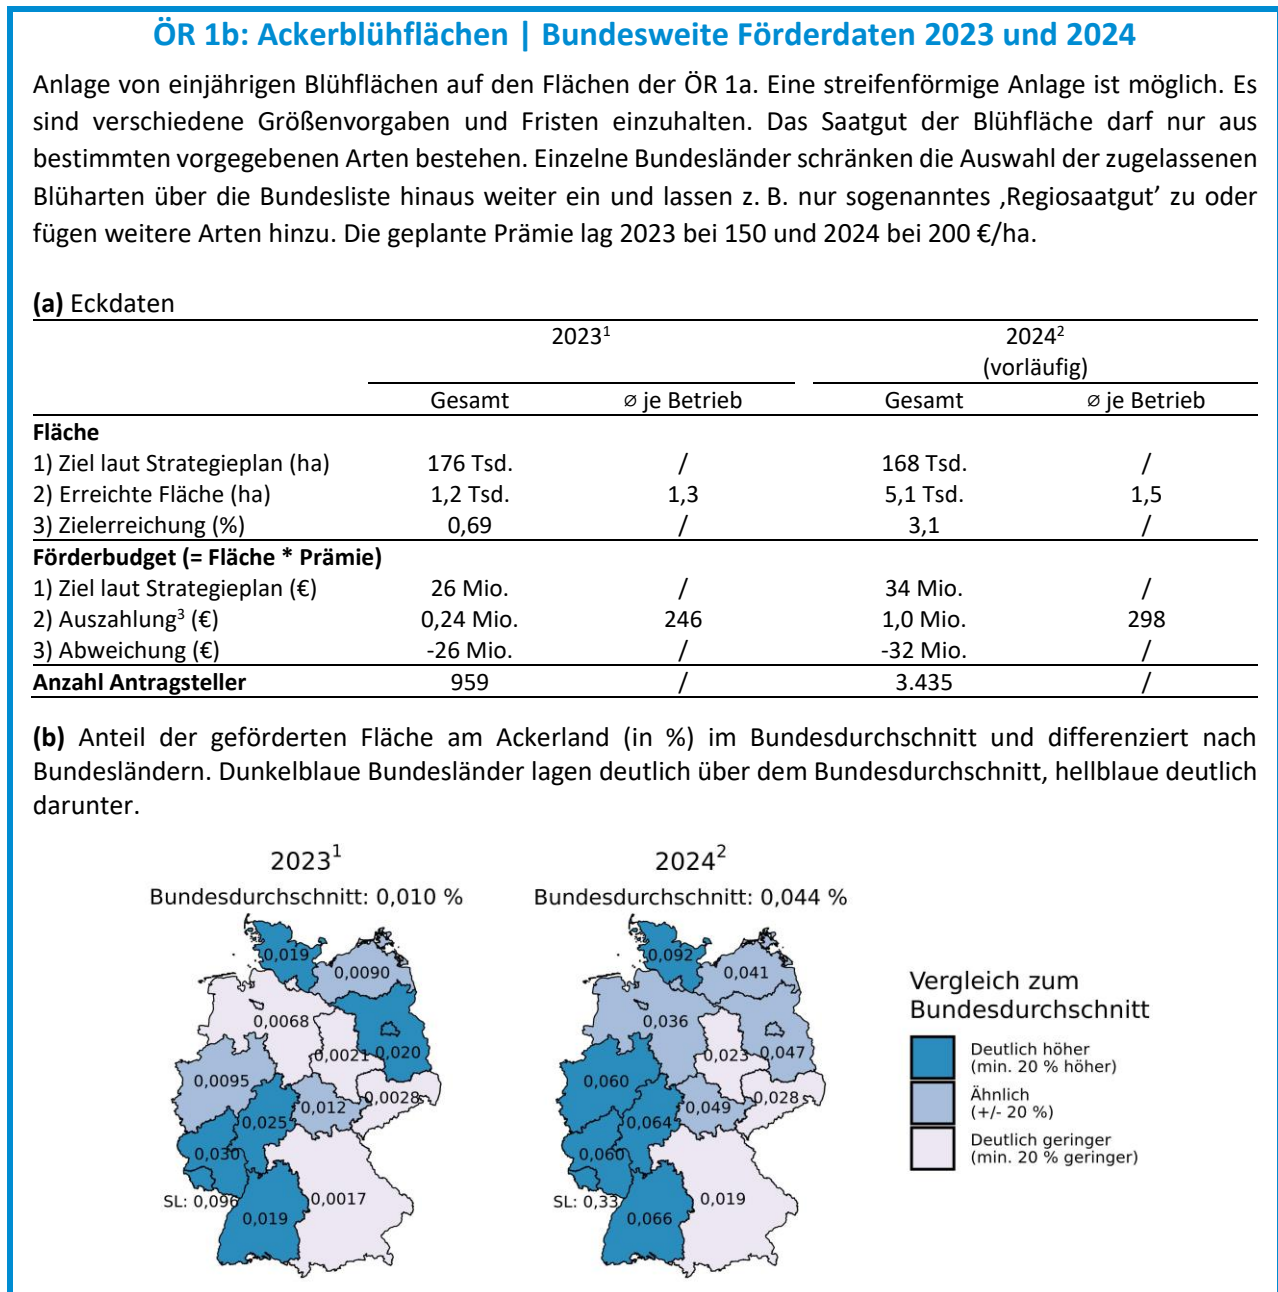 ÖR 1b: Ackerblühflächen | Bundesweite Förderdaten 2023 und 2024
Anlage von einjährigen Blühflächen auf den Flächen der ÖR 1a. Eine streifenförmige Anlage ist möglich. Es
sind verschiedene Größenvorgaben und Fristen einzuhalten. Das Saatgut der Blühfläche darf nur aus
bestimmten vorgegebenen Arten bestehen. Einzelne Bundesländer schränken die Auswahl der zugelassenen
Blüharten über die Bundesliste hinaus weiter ein und lassen z. B. nur sogenanntes ‚Regiosaatgut’ zu oder
fügen weitere Arten hinzu. Die geplante Prämie lag 2023 bei 150 und 2024 bei 200 €/ha.
(a) Eckdaten
2023¹ 2024²
(vorläufig)
Gesamt ⌀ je Betrieb Gesamt ⌀ je Betrieb
Fläche
1) Ziel laut Strategieplan (ha) 176 Tsd. / 168 Tsd. /
2) Erreichte Fläche (ha) 1,2 Tsd. 1,3 5,1 Tsd. 1,5
3) Zielerreichung (%) 0,69 / 3,1 /
Förderbudget (= Fläche * Prämie)
1) Ziel laut Strategieplan (€) 26 Mio. / 34 Mio. /
2) Auszahlung³ (€) 0,24 Mio. 246 1,0 Mio. 298
3) Abweichung (€) -26 Mio. / -32 Mio. /
Anzahl Antragsteller 959 / 3.435 /
(b) Anteil der geförderten Fläche am Ackerland (in %) im Bundesdurchschnitt und differenziert nach
Bundesländern. Dunkelblaue Bundesländer lagen deutlich über dem Bundesdurchschnitt, hellblaue deutlich
darunter.
2023¹
Bundesdurchschnitt: 0,010 %
0,019
0,0090
0,0068
0,0021
0,020
0,0095
0,012
0,0028
0,025
0,030
SL: 0,096
0,0017
0,019
2024²
Bundesdurchschnitt: 0,044 %
0,092
0,041
0,036
0,023
0,047
0,060
0,049
0,028
0,064
0,060
SL: 0,33
0,019
0,066
Vergleich zum
Bundesdurchschnitt
Deutlich höher
(min. 20 % höher)
Ähnlich
(+/- 20 %)
Deutlich geringer
(min. 20 % geringer)